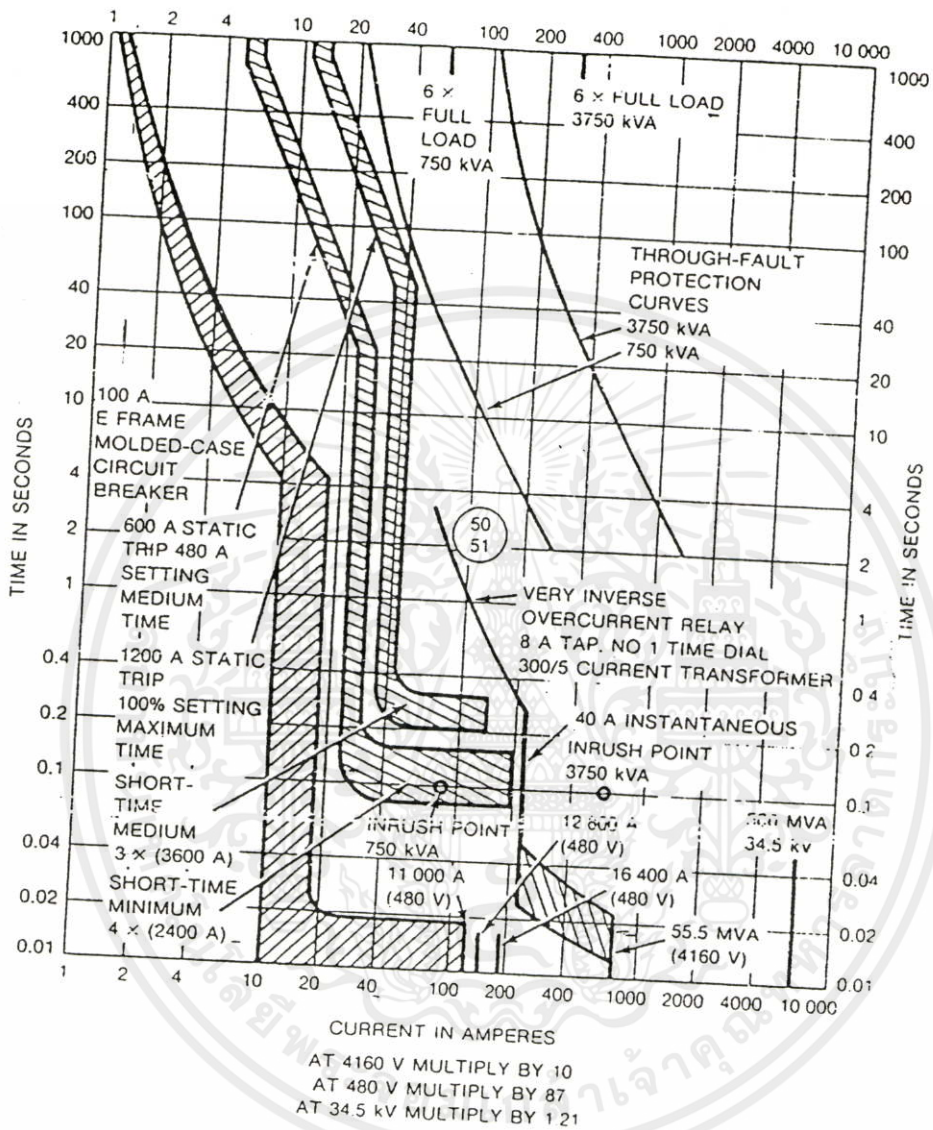 1 2 4 10 20 40 100 200 400 1000 2000 4000 10 000
1000
400
200
100
40
20
10
4
2
1
0.4
0.2
0.1
0.04
0.02
0.01
TIME IN SECONDS
6 ×
FULL
LOAD
750 kVA
6 × FULL LOAD
3750 kVA
THROUGH-FAULT
PROTECTION
CURVES
3750 kVA
750 kVA
100 A
E FRAME
MOLDED-CASE
CIRCUIT
BREAKER
600 A STATIC
TRIP 480 A
SETTING
MEDIUM
TIME
1200 A STATIC
TRIP
100% SETTING
MAXIMUM
TIME
SHORT-
TIME
MEDIUM
3 × (3600 A)
SHORT-TIME
MINIMUM
4 × (2400 A)
50
51
VERY INVERSE
OVERCURRENT RELAY
8 A TAP. NO 1 TIME DIAL
300/5 CURRENT TRANSFORMER
40 A INSTANTANEOUS
INRUSH POINT
3750 kVA
INRUSH POINT
750 kVA
11 000 A
(480 V)
12 800 A
(480 V)
16 400 A
(480 V)
MVA
34.5 kv
55.5 MVA
(4160 V)
1000
400
200
100
40
20
10
4
2
1
0.4
0.2
0.1
0.04
0.02
0.01
TIME IN SECONDS
1 2 4 10 20 40 100 200 400 1000 2000 4000 10 000
CURRENT IN AMPERES
AT 4160 V MULTIPLY BY 10
AT 480 V MULTIPLY BY 87
AT 34.5 kV MULTIPLY BY 1.21